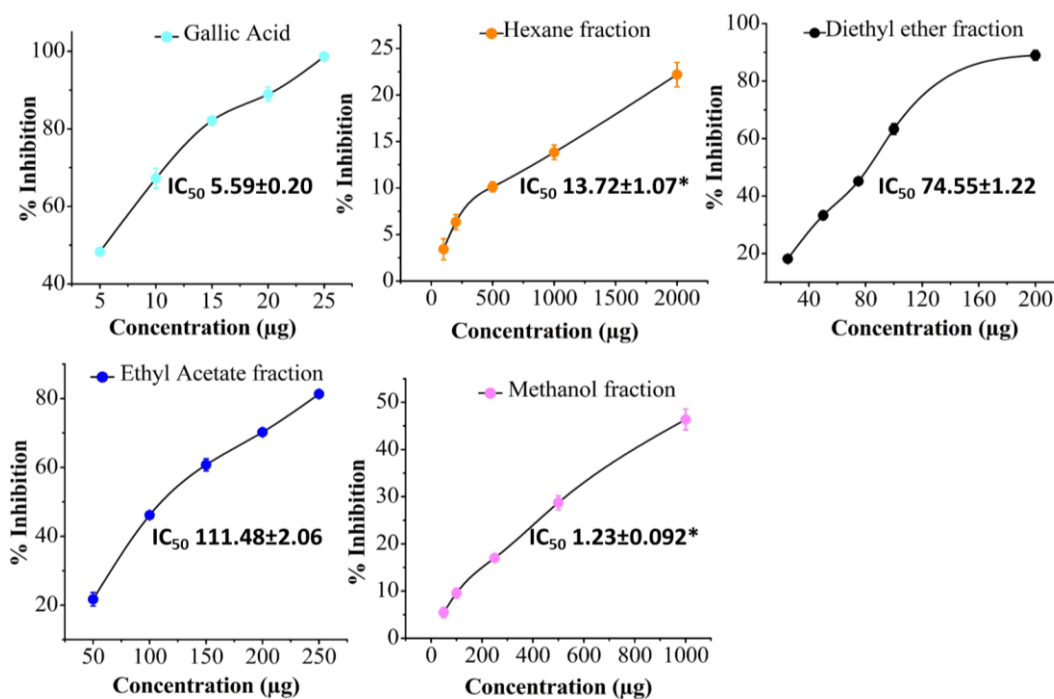 Gallic Acid
% Inhibition
100
80
60
40
IC50 5.59±0.20
5 10 15 20 25
Concentration (µg)
Hexane fraction
% Inhibition
25
20
15
10
5
0
IC50 13.72±1.07*
0 500 1000 1500 2000
Concentration (µg)
Diethyl ether fraction
% Inhibition
100
80
60
40
20
IC50 74.55±1.22
40 80 120 160 200
Concentration (µg)
Ethyl Acetate fraction
% Inhibition
80
60
40
20
IC50 111.48±2.06
50 100 150 200 250
Concentration (µg)
Methanol fraction
% Inhibition
50
40
30
20
10
0
IC50 1.23±0.092*
0 200 400 600 800 1000
Concentration (µg)